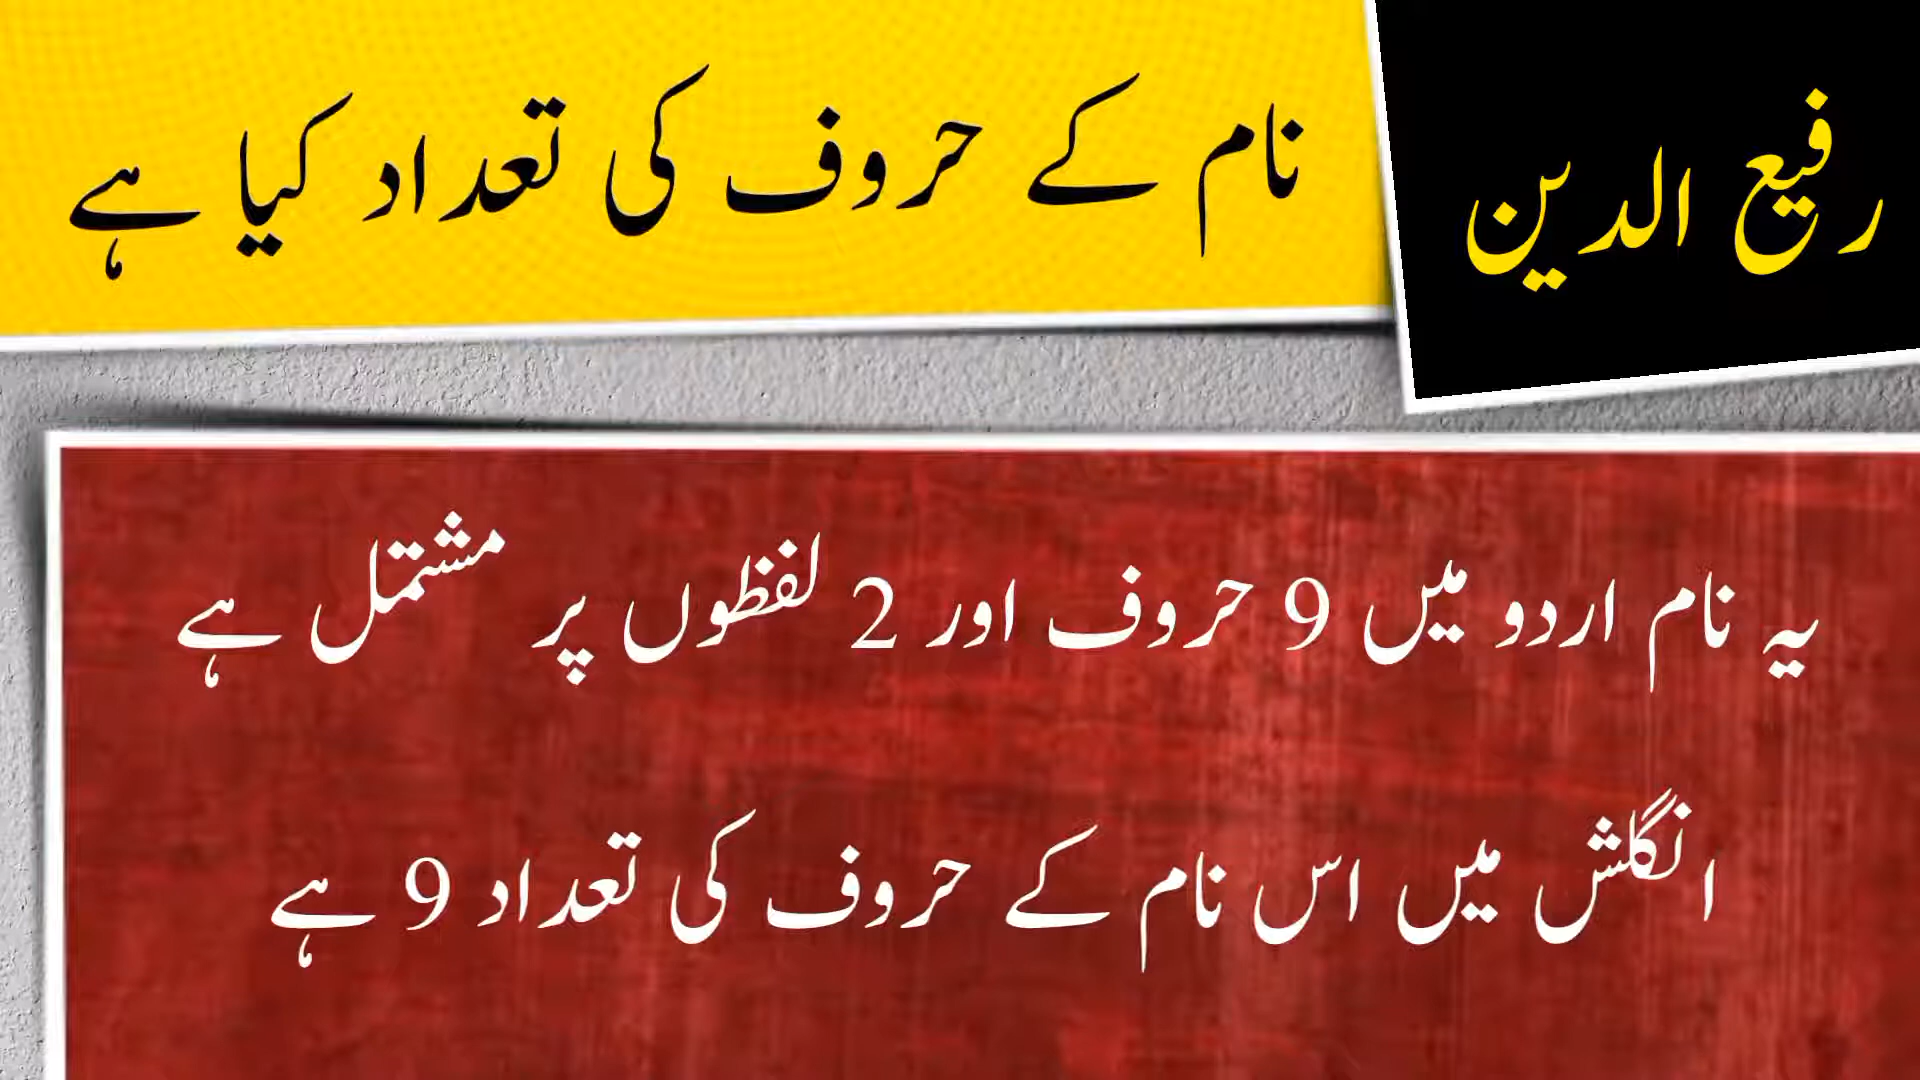 رفیع الدین
نام کے حروف کی تعداد کیا ہے
یہ نام اردو میں 9 حروف اور 2 لفظوں پر مشتمل ہے
انگلش میں اس نام کے حروف کی تعداد 9 ہے